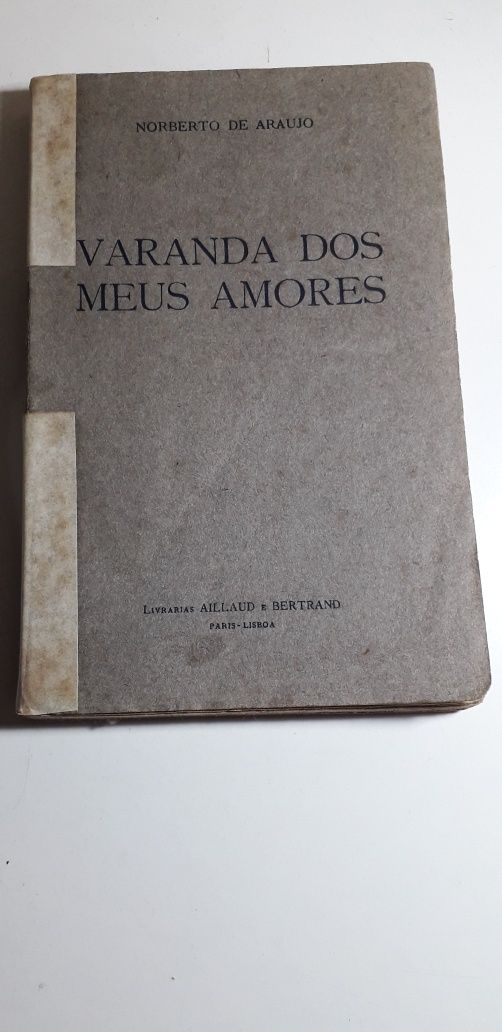 NORBERTO DE ARAUJO
VARANDA DOS
MEUS AMORES
LIVRARIAS AILLAUD E BERTRAND
PARIS-LISBOA